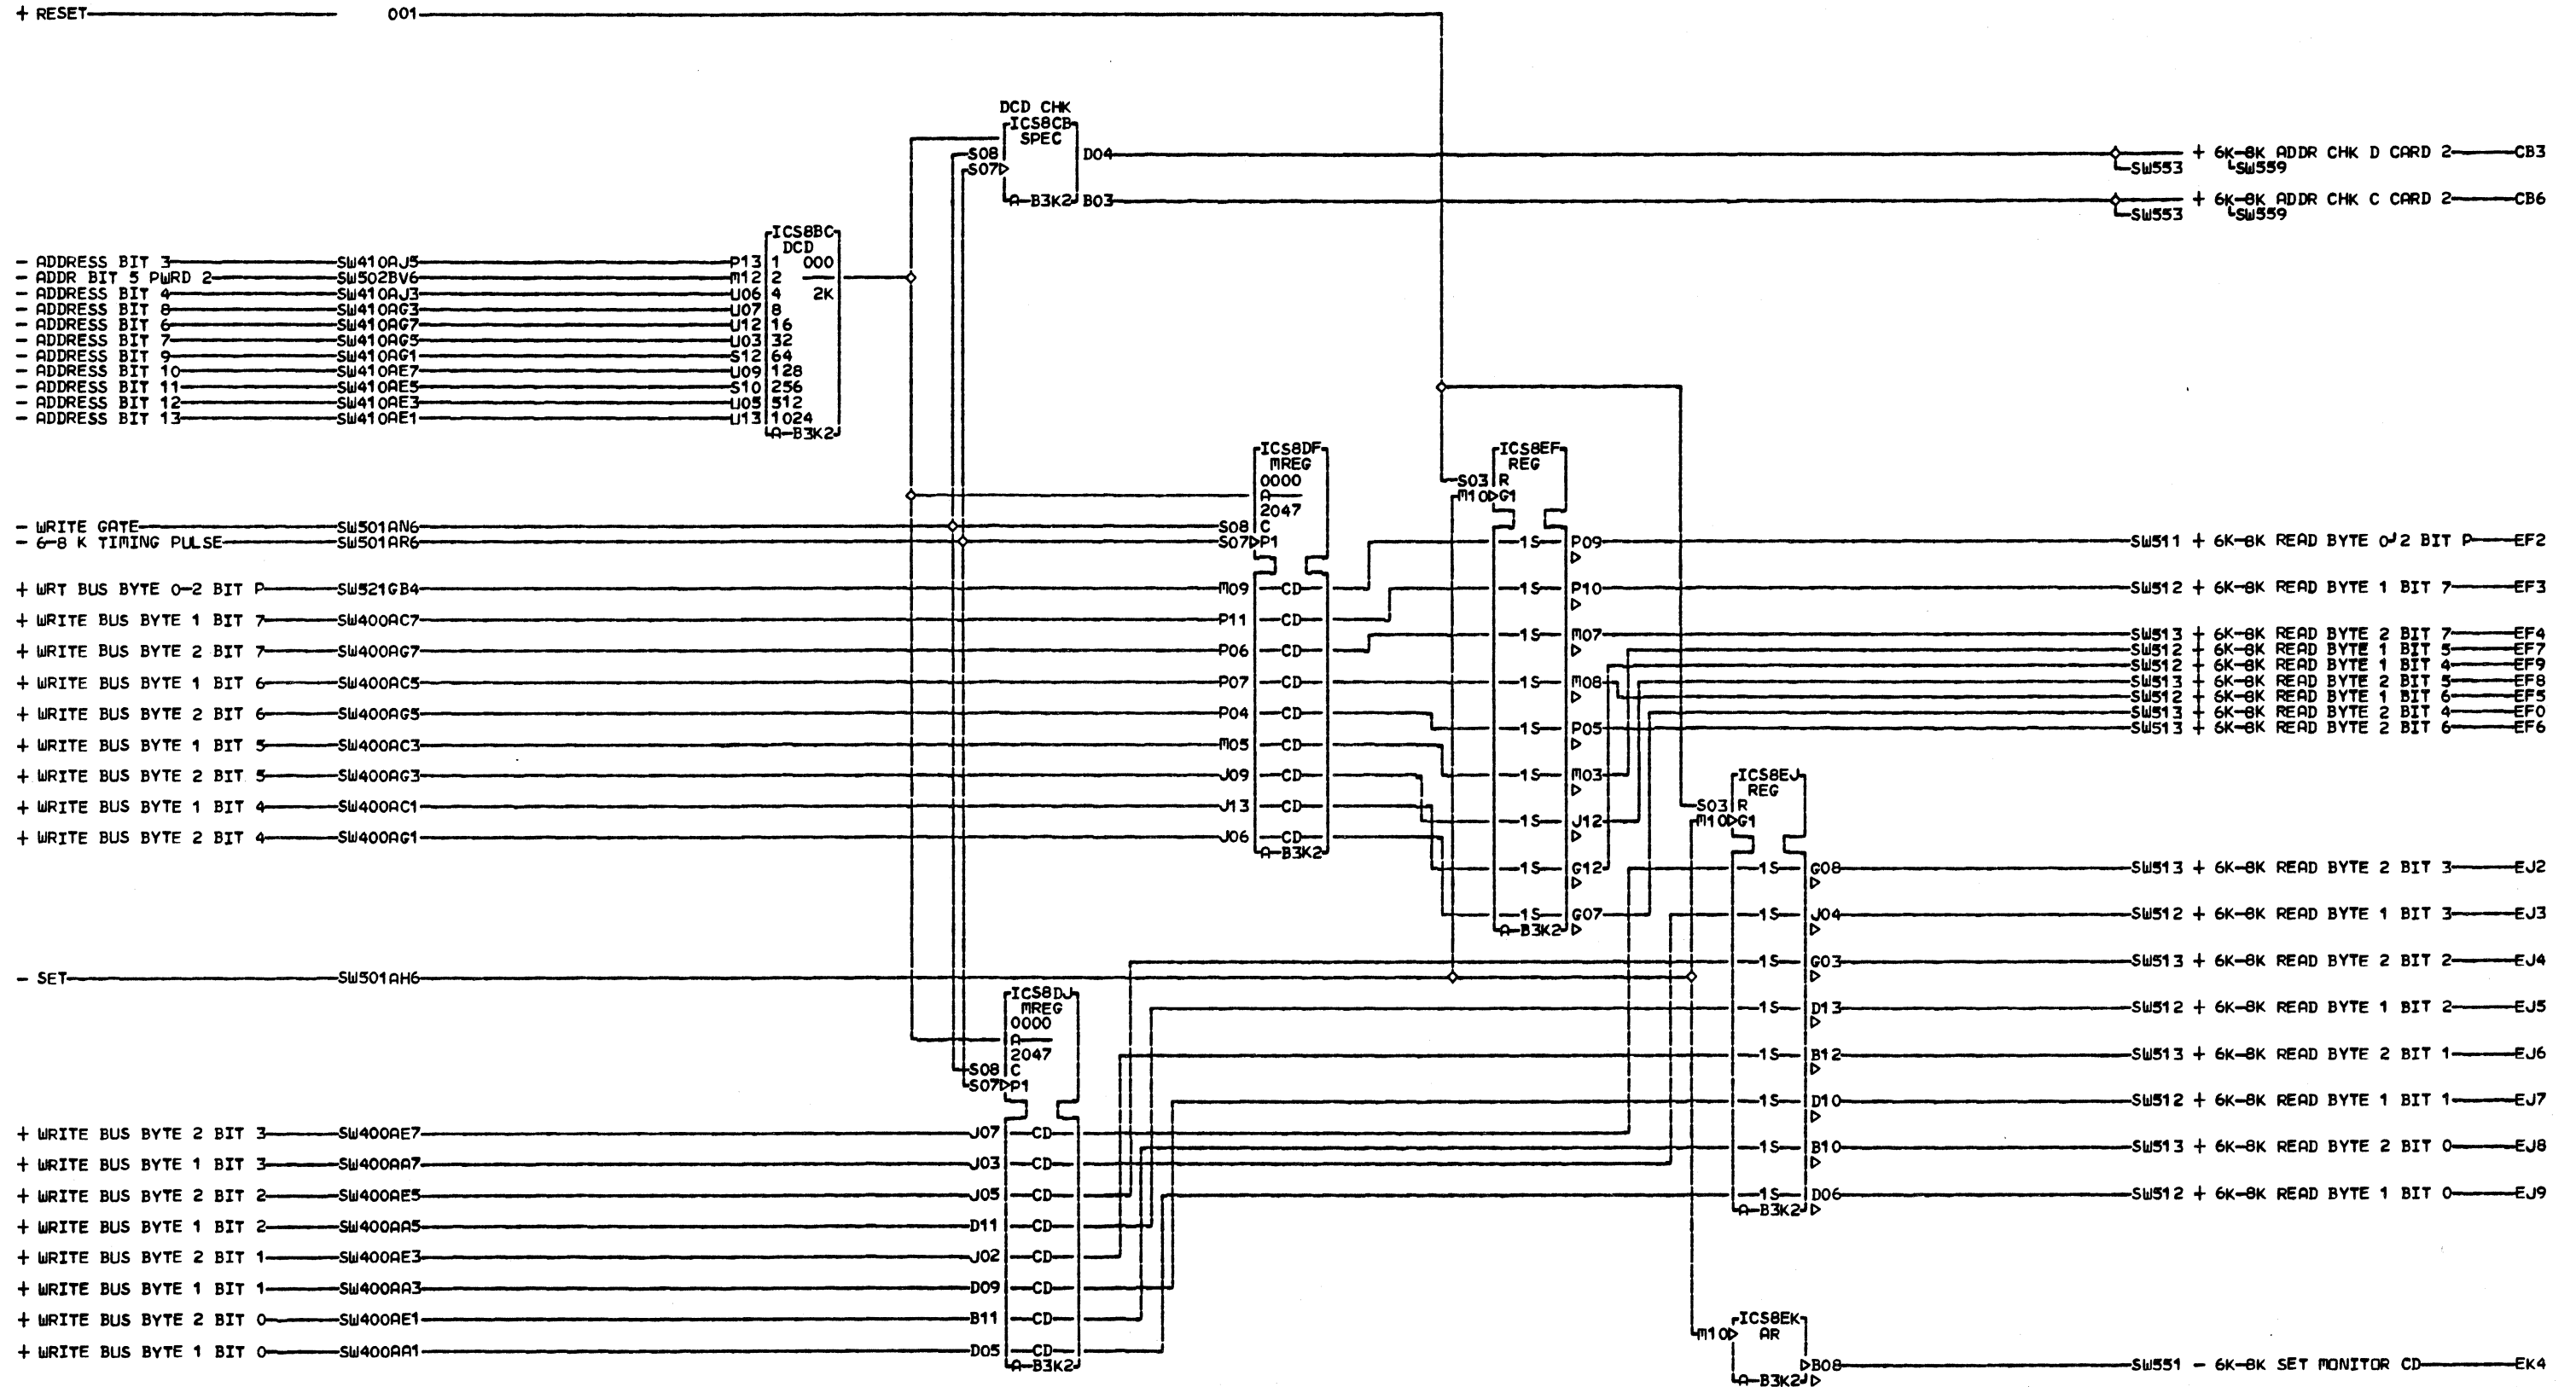 + RESET 001
DCD CHK
ICS8CB
SPEC
S08 D04 + 6K-8K ADDR CHK D CARD 2 CB3
S07 SW553 SW559
A-B3K2 B03 + 6K-8K ADDR CHK C CARD 2 CB6
SW553 SW559
ICS8BC
DCD
- ADDRESS BIT 3 SW410AJ5 P13 1 000
- ADDR BIT 5 PWRD 2 SW502BV6 M12 2
- ADDRESS BIT 4 SW410AJ3 U06 4 2K
- ADDRESS BIT 8 SW410AG3 U07 8
- ADDRESS BIT 6 SW410AG7 U12 16
- ADDRESS BIT 7 SW410AG5 U03 32
- ADDRESS BIT 9 SW410AG1 S12 64
- ADDRESS BIT 10 SW410AE7 U09 128
- ADDRESS BIT 11 SW410AE5 S10 256
- ADDRESS BIT 12 SW410AE3 U05 512
- ADDRESS BIT 13 SW410AE1 U13 1024
A-B3K2
ICS8DF
MREG
0000
A
2047
- WRITE GATE SW501AN6 S08 C
- 6-8 K TIMING PULSE SW501AR6 S07 P1
+ WRT BUS BYTE 0-2 BIT P SW521GB4 M09 CD
+ WRITE BUS BYTE 1 BIT 7 SW400AC7 P11 CD
+ WRITE BUS BYTE 2 BIT 7 SW400AG7 P06 CD
+ WRITE BUS BYTE 1 BIT 6 SW400AC5 P07 CD
+ WRITE BUS BYTE 2 BIT 6 SW400AG5 P04 CD
+ WRITE BUS BYTE 1 BIT 5 SW400AC3 M05 CD
+ WRITE BUS BYTE 2 BIT 5 SW400AG3 J09 CD
+ WRITE BUS BYTE 1 BIT 4 SW400AC1 J13 CD
+ WRITE BUS BYTE 2 BIT 4 SW400AG1 J06 CD
A-B3K2
ICS8EF
REG
S03 R
M10 G1
1S P09 SW511 + 6K-8K READ BYTE 0-2 BIT P EF2
1S P10 SW512 + 6K-8K READ BYTE 1 BIT 7 EF3
1S M07 SW513 + 6K-8K READ BYTE 2 BIT 7 EF4
SW512 + 6K-8K READ BYTE 1 BIT 5 EF7
SW512 + 6K-8K READ BYTE 1 BIT 4 EF9
1S M08 SW513 + 6K-8K READ BYTE 2 BIT 5 EF8
SW512 + 6K-8K READ BYTE 1 BIT 6 EF5
SW513 + 6K-8K READ BYTE 2 BIT 4 EF0
1S P05 SW513 + 6K-8K READ BYTE 2 BIT 6 EF6
1S M03
1S J12
1S G12
1S G07
A-B3K2
ICS8EJ
REG
S03 R
M10 G1
1S G08 SW513 + 6K-8K READ BYTE 2 BIT 3 EJ2
1S J04 SW512 + 6K-8K READ BYTE 1 BIT 3 EJ3
1S G03 SW513 + 6K-8K READ BYTE 2 BIT 2 EJ4
1S D13 SW512 + 6K-8K READ BYTE 1 BIT 2 EJ5
1S B12 SW513 + 6K-8K READ BYTE 2 BIT 1 EJ6
1S D10 SW512 + 6K-8K READ BYTE 1 BIT 1 EJ7
1S B10 SW513 + 6K-8K READ BYTE 2 BIT 0 EJ8
1S D06 SW512 + 6K-8K READ BYTE 1 BIT 0 EJ9
A-B3K2
- SET SW501AH6
ICS8DJ
MREG
0000
A
2047
S08 C
S07 P1
+ WRITE BUS BYTE 2 BIT 3 SW400AE7 J07 CD
+ WRITE BUS BYTE 1 BIT 3 SW400AA7 J03 CD
+ WRITE BUS BYTE 2 BIT 2 SW400AE5 J05 CD
+ WRITE BUS BYTE 1 BIT 2 SW400AA5 D11 CD
+ WRITE BUS BYTE 2 BIT 1 SW400AE3 J02 CD
+ WRITE BUS BYTE 1 BIT 1 SW400AA3 D09 CD
+ WRITE BUS BYTE 2 BIT 0 SW400AE1 B11 CD
+ WRITE BUS BYTE 1 BIT 0 SW400AA1 D05 CD
A-B3K2
ICS8EK
M10 AR
B08 SW551 - 6K-8K SET MONITOR CD EK4
A-B3K2